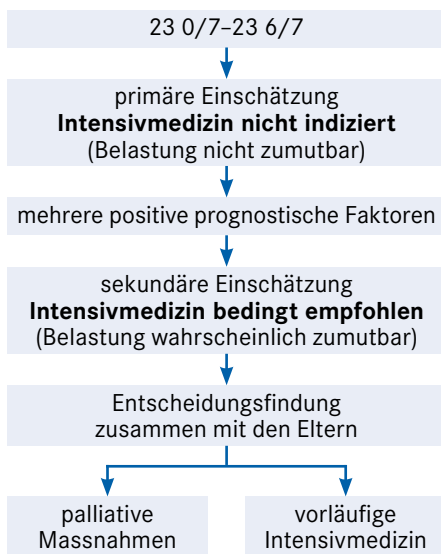 23 0/7–23 6/7
primäre Einschätzung
Intensivmedizin nicht indiziert
(Belastung nicht zumutbar)
mehrere positive prognostische Faktoren
sekundäre Einschätzung
Intensivmedizin bedingt empfohlen
(Belastung wahrscheinlich zumutbar)
Entscheidungsfindung
zusammen mit den Eltern
palliative
Massnahmen
vorläufige
Intensivmedizin